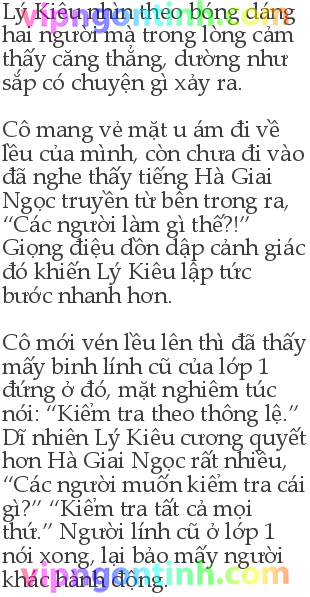 Lý Kiêu nhìn theo bóng dáng
hai người mà trong lòng cảm
thấy căng thẳng, dường như
sắp có chuyện gì xảy ra.
Cô mang vẻ mặt u ám đi về
lều của mình, còn chưa đi vào
đã nghe thấy tiếng Hà Giai
Ngọc truyền từ bên trong ra,
“Các người làm gì thế?!”
Giọng điệu dồn dập cảnh giác
đó khiến Lý Kiêu lập tức
bước nhanh hơn.
Cô mới vén lều lên thì đã thấy
mấy binh lính cũ của lớp 1
đứng ở đó, mặt nghiêm túc
nói: “Kiểm tra theo thông lệ.”
Dĩ nhiên Lý Kiêu cương quyết
hơn Hà Giai Ngọc rất nhiều,
“Các người muốn kiểm tra cái
gì?” “Kiểm tra tất cả mọi
thứ.” Người lính cũ ở lớp 1
nói xong, lại bảo mấy người
khác hành động.
vipngontinh.com
vipngontinh.com